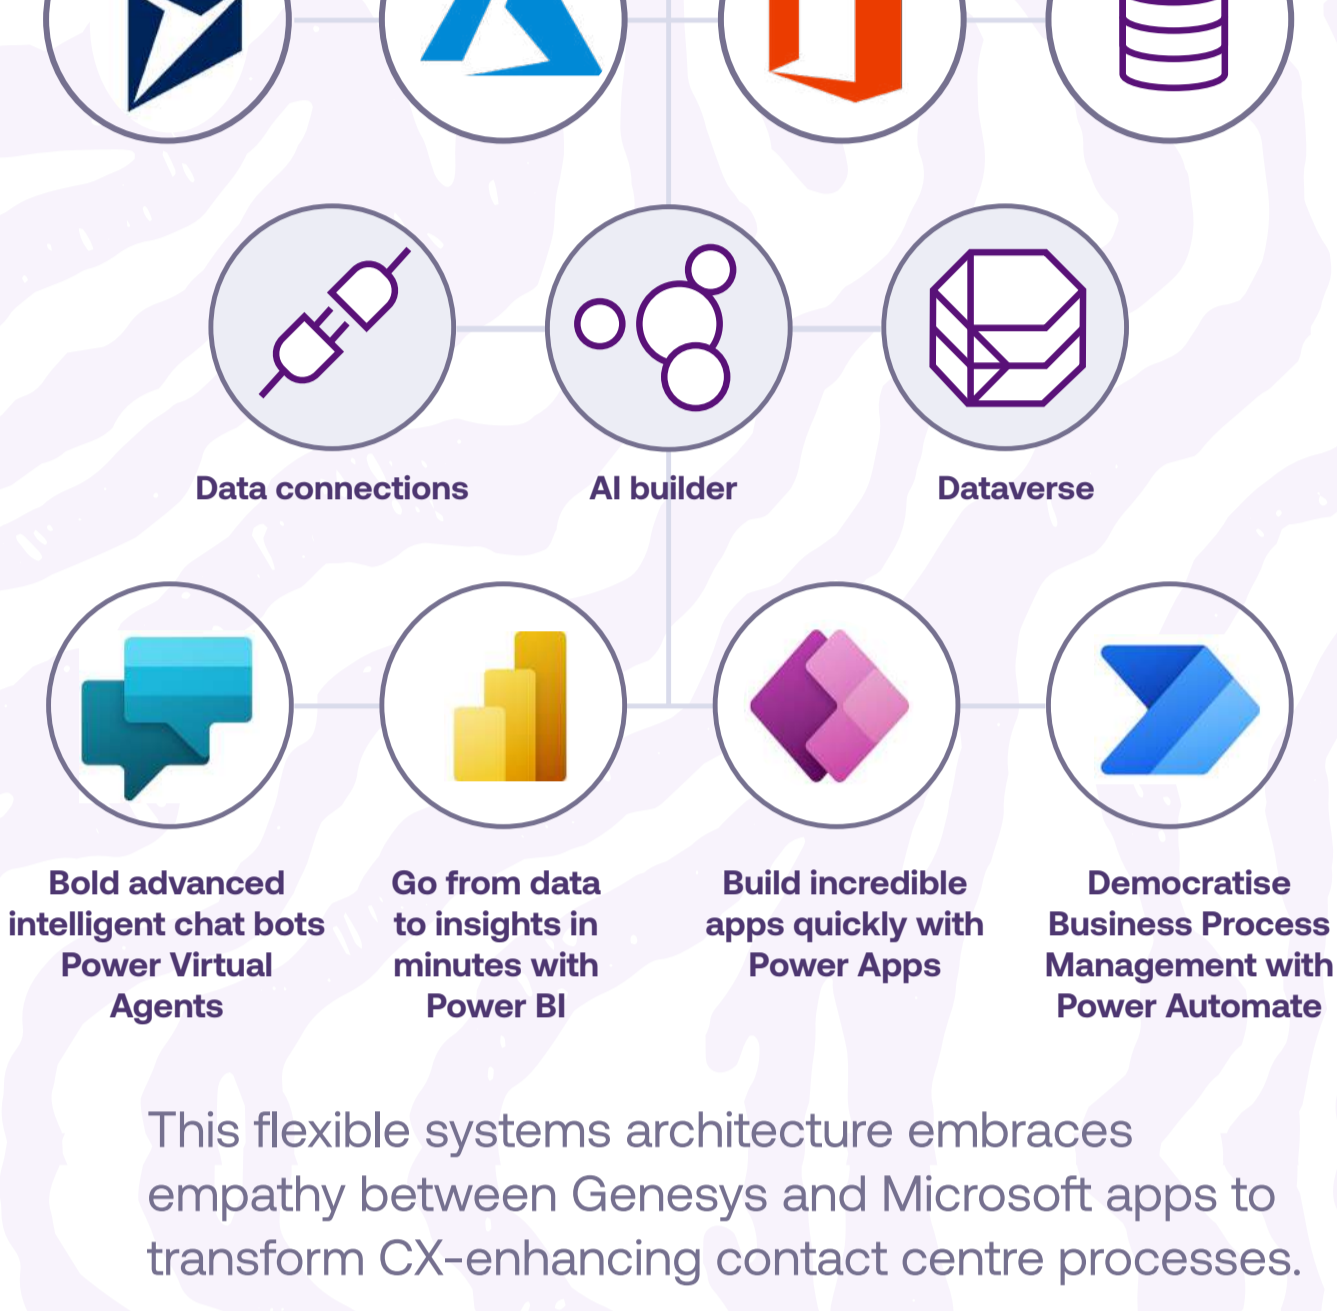 Data connections
AI builder
Dataverse
Bold advanced
intelligent chat bots
Power Virtual
Agents
Go from data
to insights in
minutes with
Power BI
Build incredible
apps quickly with
Power Apps
Democratise
Business Process
Management with
Power Automate
This flexible systems architecture embraces
empathy between Genesys and Microsoft apps to
transform CX-enhancing contact centre processes.